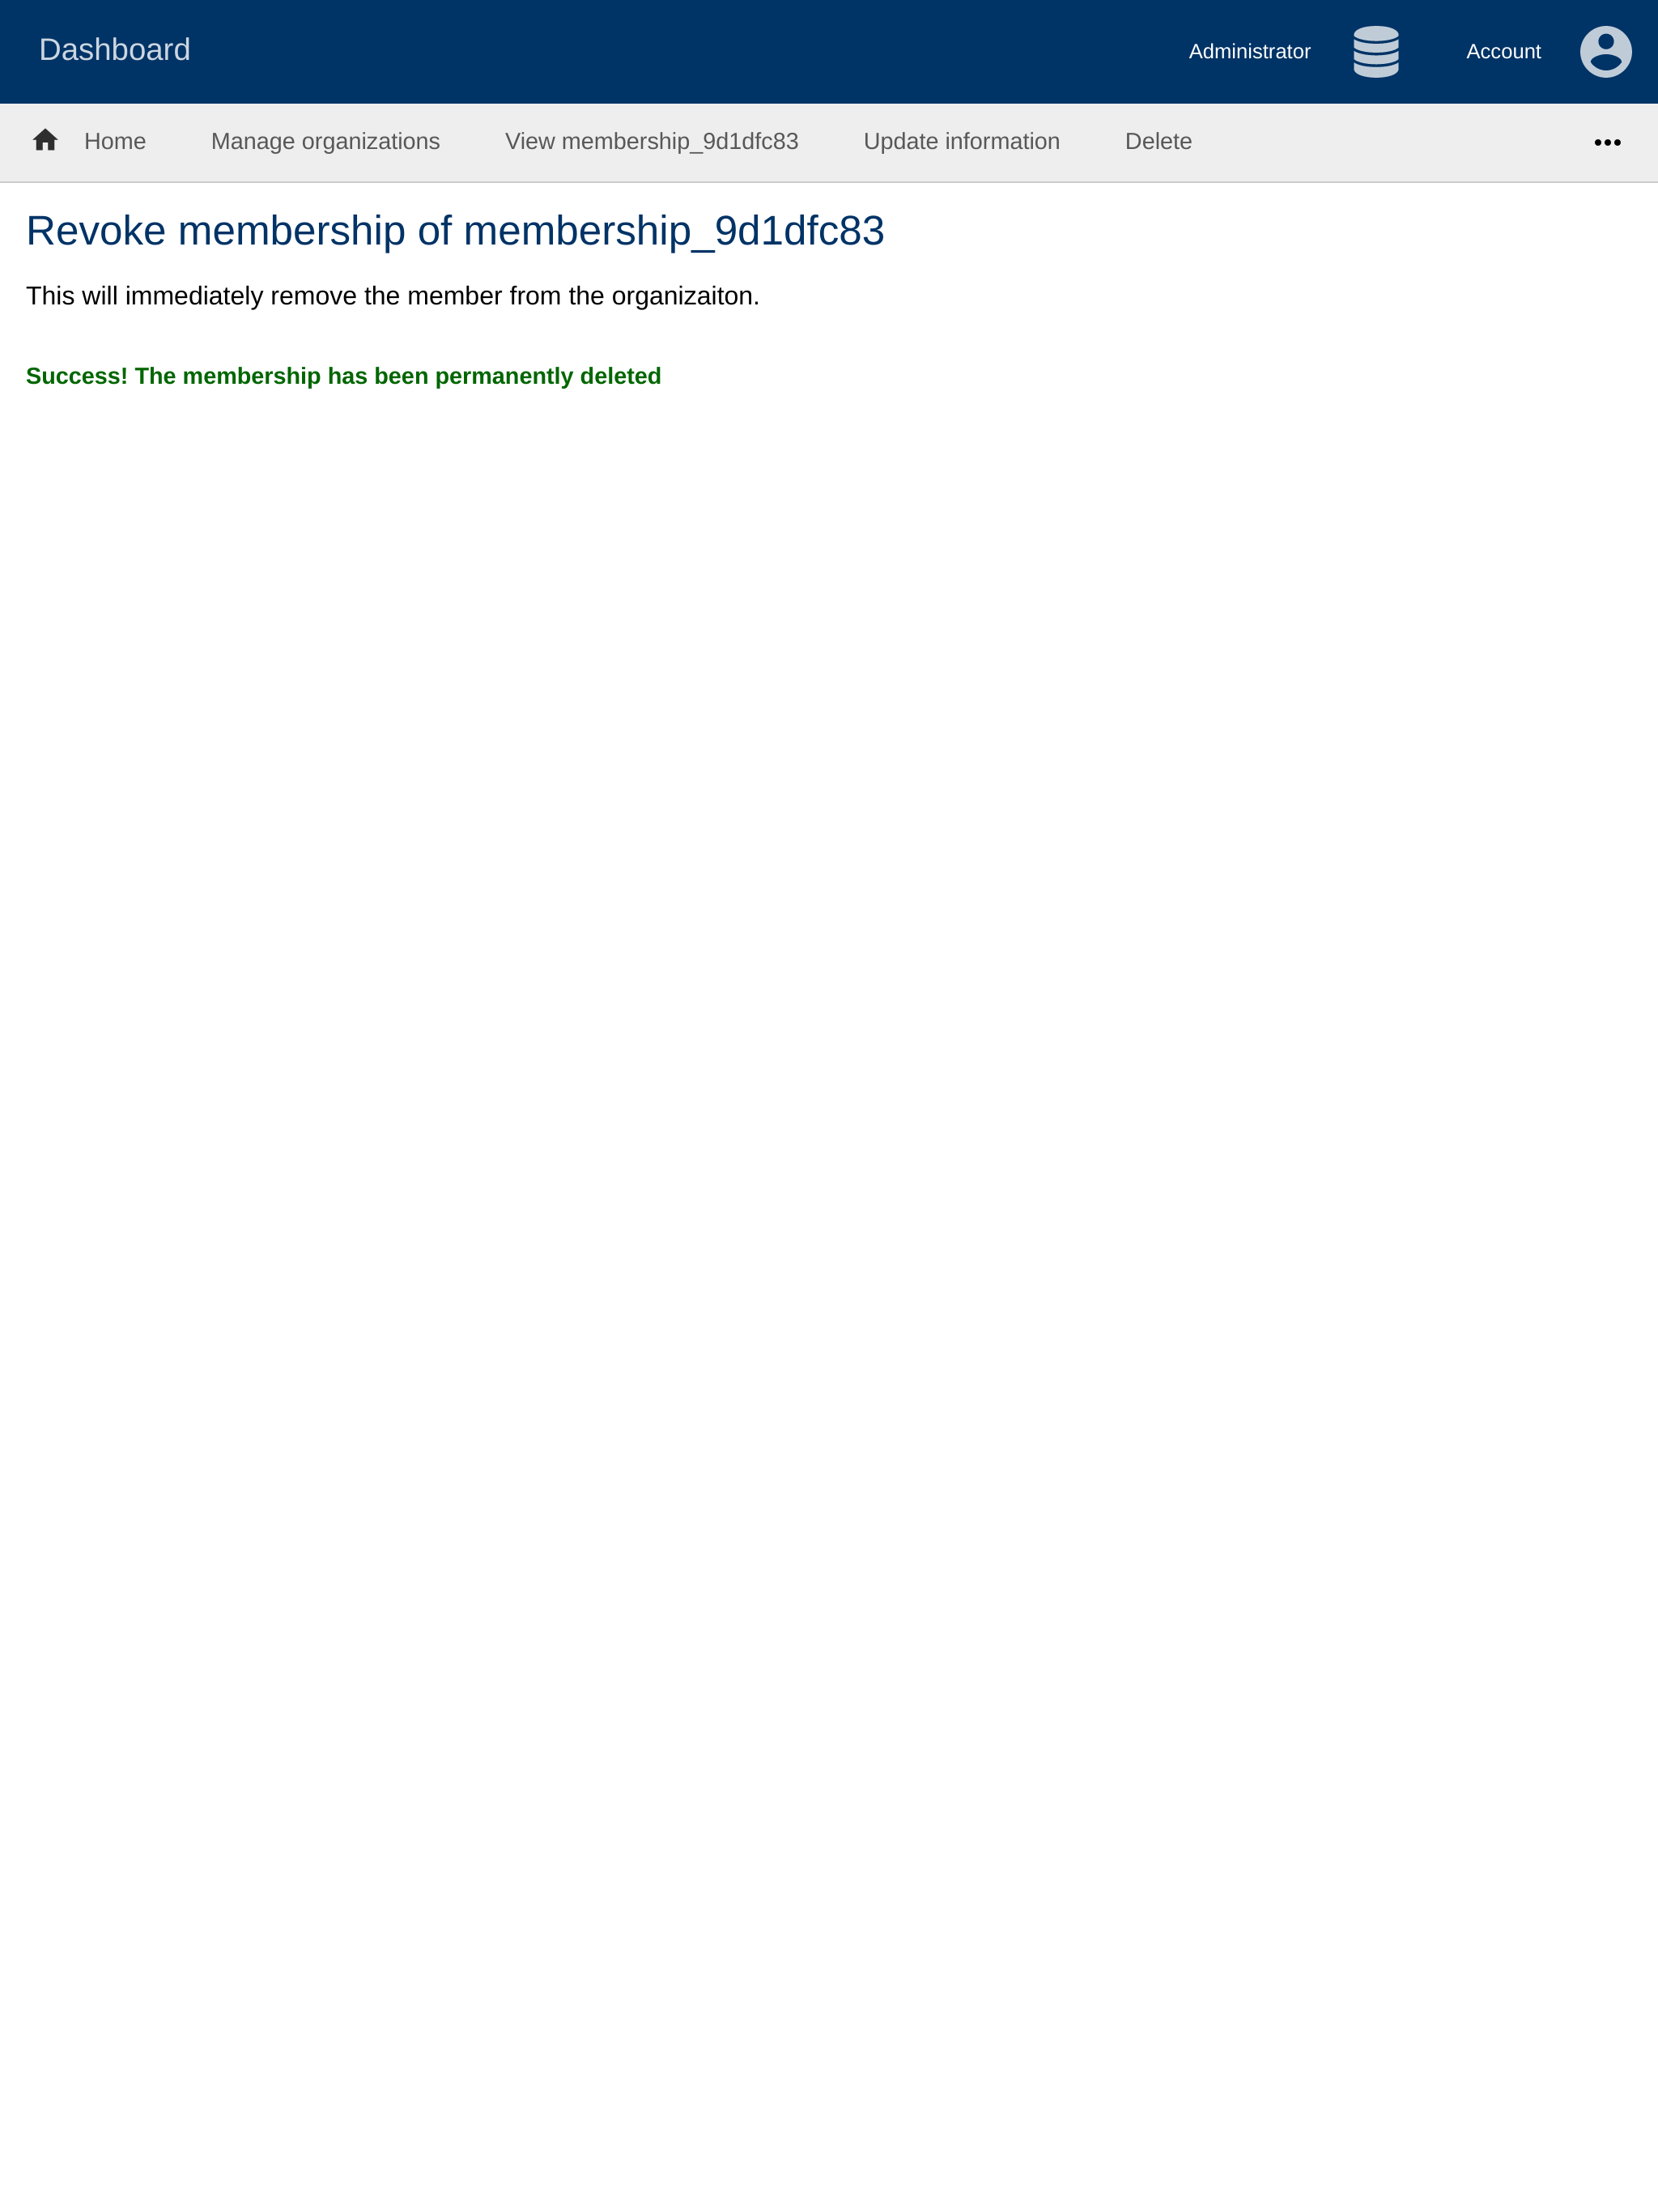 Dashboard
Administrator
Account
Home
Manage organizations
View membership_9d1dfc83
Update information
Delete
Revoke membership of membership_9d1dfc83
This will immediately remove the member from the organizaiton.
Success! The membership has been permanently deleted